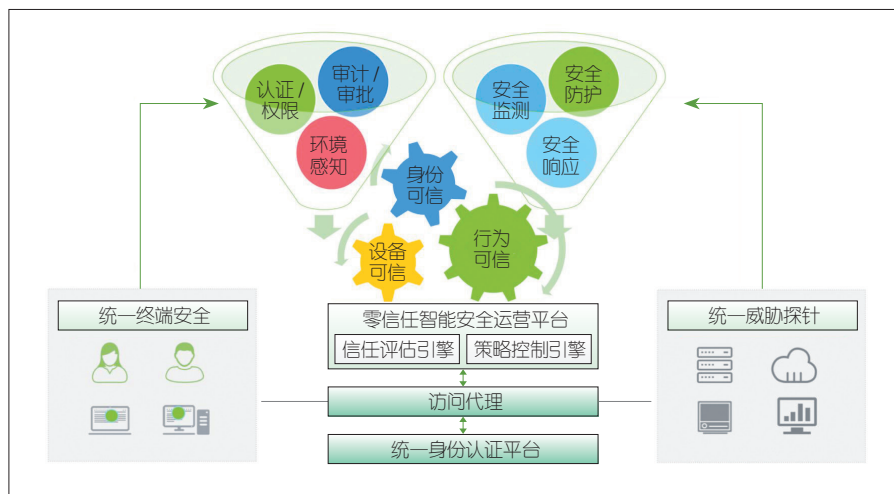 认证/
权限
审计/
审批
环境
感知
安全
监测
安全
防护
安全
响应
身份
可信
设备
可信
行为
可信
统一终端安全
零信任智能安全运营平台
信任评估引擎
策略控制引擎
统一威胁探针
访问代理
统一身份认证平台